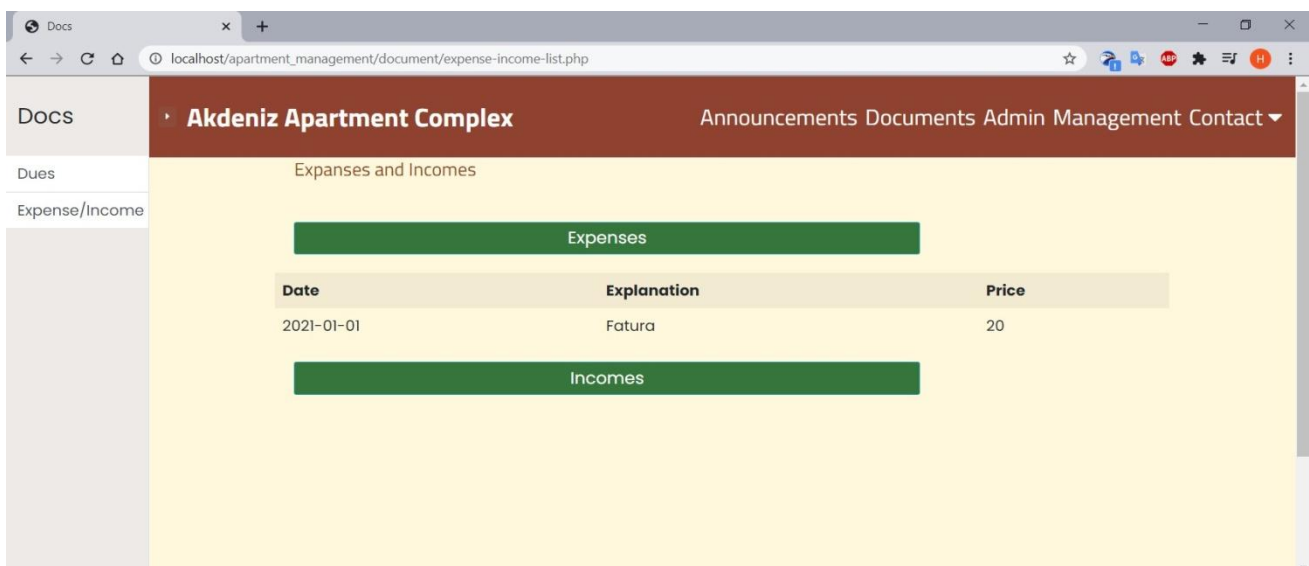 Docs
localhost/apartment_management/document/expense-income-list.php
ABP
H
Docs
Akdeniz Apartment Complex
Announcements Documents Admin Management Contact
Dues
Expense/Income
Expanses and Incomes
Expenses
Date Explanation Price
2021-01-01 Fatura 20
Incomes